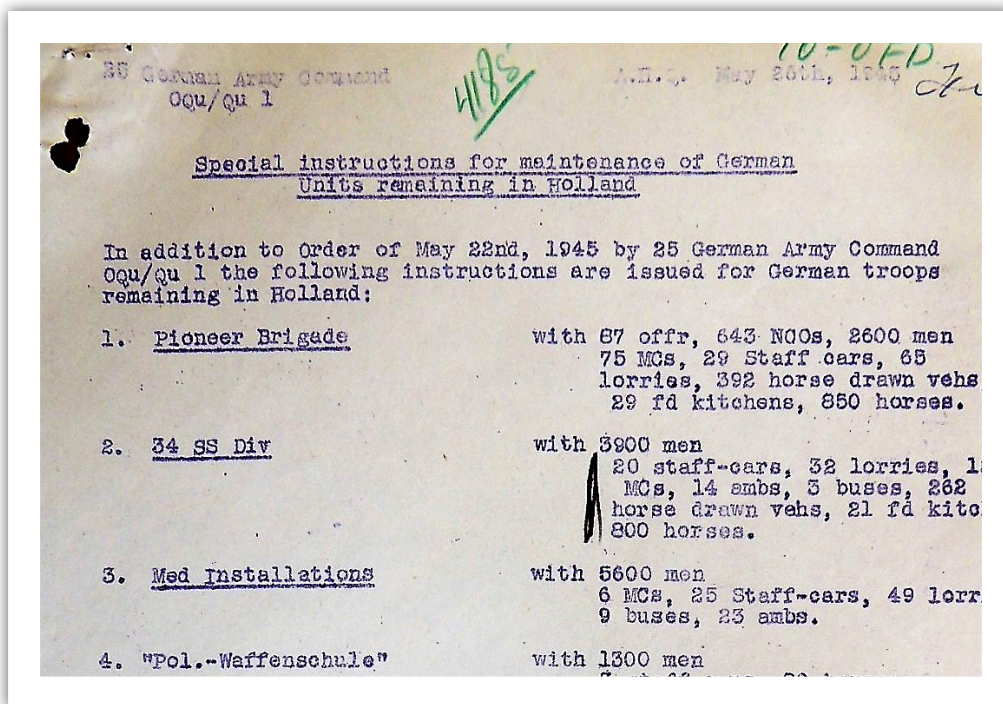 25 German Army Command
OQu/Qu 1
4185
A.H.Q. May 26th, 1945
Special instructions for maintenance of German
Units remaining in Holland
In addition to Order of May 22nd, 1945 by 25 German Army Command
OQu/Qu 1 the following instructions are issued for German troops
remaining in Holland:
1. Pioneer Brigade with 87 offr, 643 NCOs, 2600 men
75 MCs, 29 Staff cars, 65
lorries, 392 horse drawn vehs
29 fd kitchens, 850 horses.
2. 34 SS Div with 3900 men
20 staff-cars, 32 lorries,
MCs, 14 ambs, 3 buses, 262
horse drawn vehs, 21 fd kitc
800 horses.
3. Med Installations with 5600 men
6 MCs, 25 Staff-cars, 49 lorr
9 buses, 23 ambs.
4. "Pol.-Waffenschule" with 1300 men